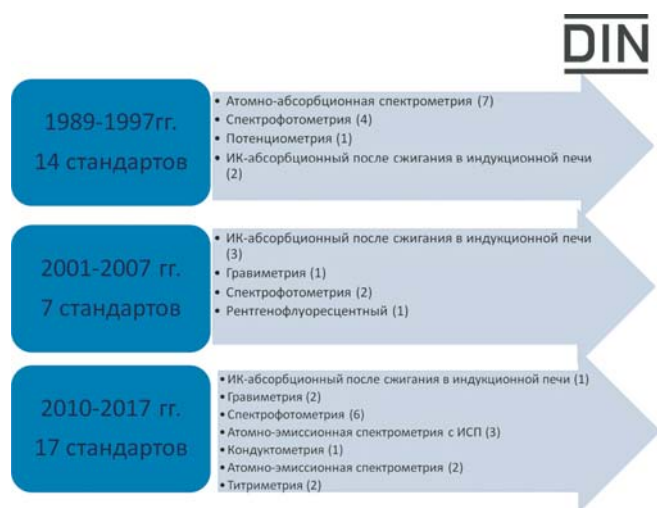 DIN
1989-1997гг.
14 стандартов
• Атомно-абсорбционная спектрометрия (7)
• Спектрофотометрия (4)
• Потенциометрия (1)
• ИК-абсорбционный после сжигания в индукционной печи
(2)
2001-2007 гг.
7 стандартов
• ИК-абсорбционный после сжигания в индукционной печи
(3)
• Гравиметрия (1)
• Спектрофотометрия (2)
• Рентгенофлуоресцентный (1)
2010-2017 гг.
17 стандартов
• ИК-абсорбционный после сжигания в индукционной печи (1)
• Гравиметрия (2)
• Спектрофотометрия (6)
• Атомно-эмиссионная спектрометрия с ИСП (3)
• Кондуктометрия (1)
• Атомно-эмиссионная спектрометрия (2)
• Титриметрия (2)